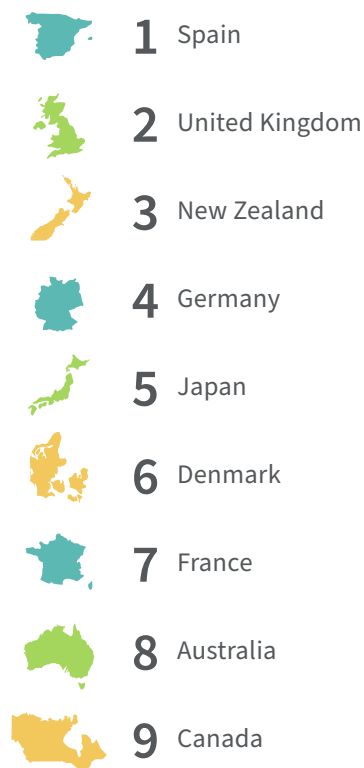 1 Spain
2 United Kingdom
3 New Zealand
4 Germany
5 Japan
6 Denmark
7 France
8 Australia
9 Canada